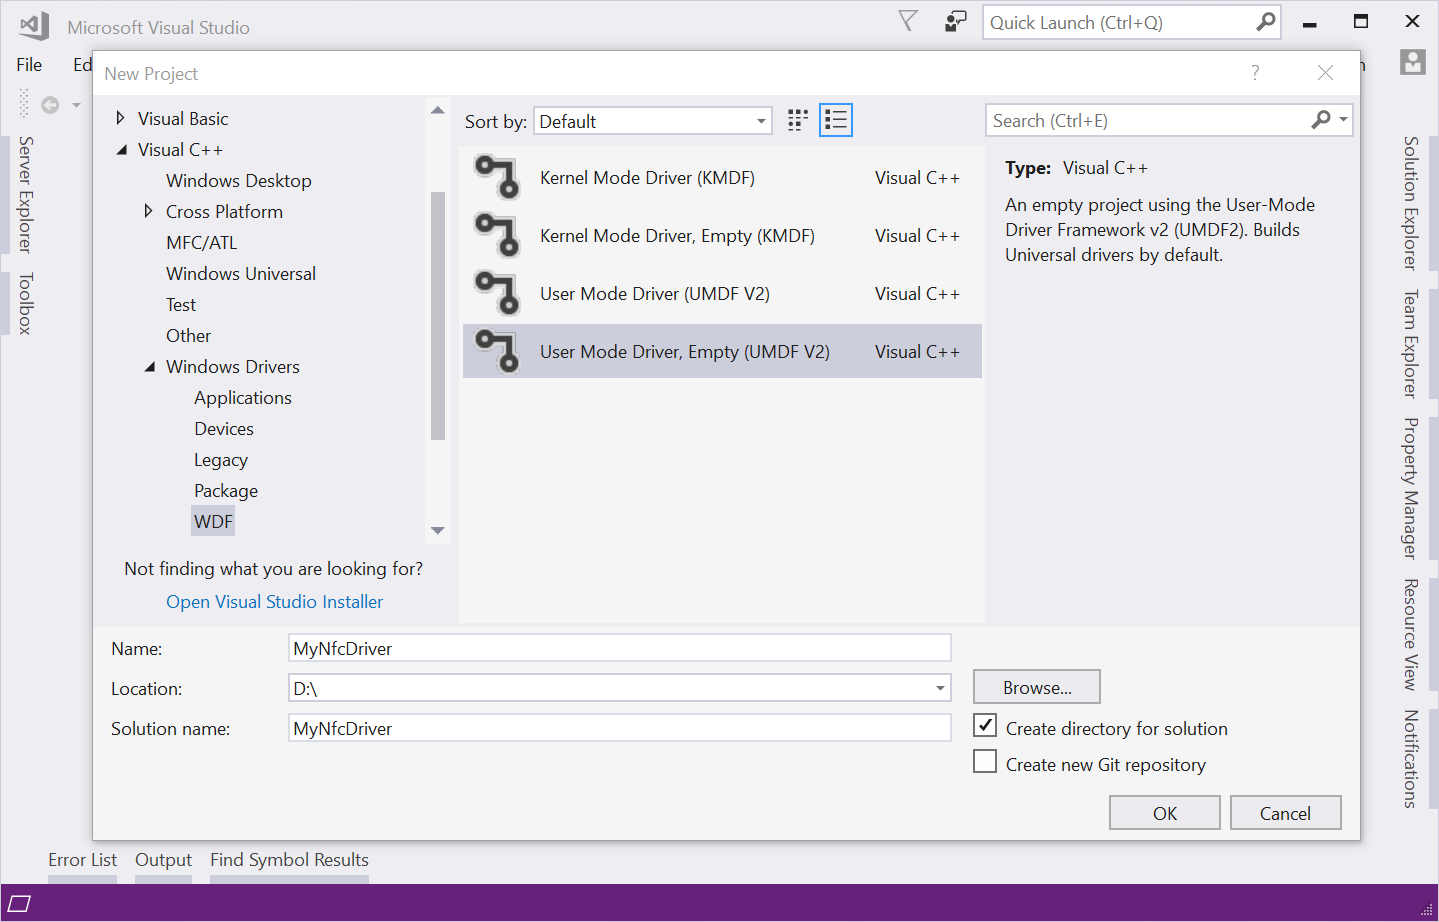 Microsoft Visual Studio
Quick Launch (Ctrl+Q)
File
Ed
n
New Project
?
Server Explorer
Toolbox
Visual Basic
Visual C++
Windows Desktop
Cross Platform
MFC/ATL
Windows Universal
Test
Other
Windows Drivers
Applications
Devices
Legacy
Package
WDF
Not finding what you are looking for?
Open Visual Studio Installer
Sort by: Default
Kernel Mode Driver (KMDF) Visual C++
Kernel Mode Driver, Empty (KMDF) Visual C++
User Mode Driver (UMDF V2) Visual C++
User Mode Driver, Empty (UMDF V2) Visual C++
Search (Ctrl+E)
Type: Visual C++
An empty project using the User-Mode
Driver Framework v2 (UMDF2). Builds
Universal drivers by default.
Name: MyNfcDriver
Location: D:\
Browse...
Solution name: MyNfcDriver
Create directory for solution
Create new Git repository
OK
Cancel
Solution Explorer
Team Explorer
Property Manager
Resource View
Notifications
Error List
Output
Find Symbol Results